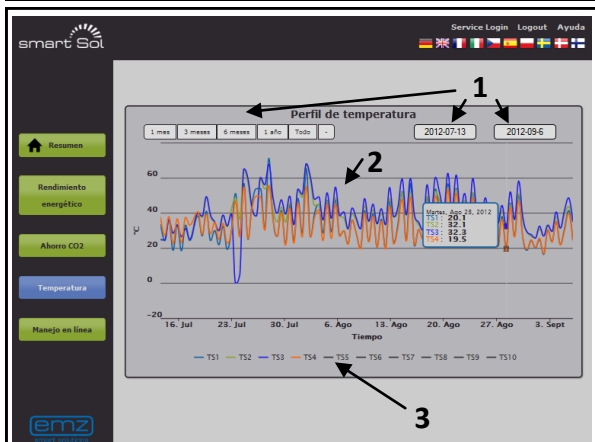 smart Sol
Service Login Logout Ayuda
1
Perfil de temperatura
1 mes 3 meses 6 meses 1 año Todo -
2012-07-13 2012-09-6
Resumen
Rendimiento
energético
Ahorro CO2
Temperatura
Manejo en línea
2
60
40
20
0
-20
°C
Martes, Ago 28, 2012
TS1: 20.1
TS2: 32.1
TS3: 32.3
TS4: 19.5
16. Jul 23. Jul 30. Jul 6. Ago 13. Ago 20. Ago 27. Ago 3. Sept
Tiempo
TS1 TS2 TS3 TS4 TS5 TS6 TS7 TS8 TS9 TS10
3
emz
smart solutions